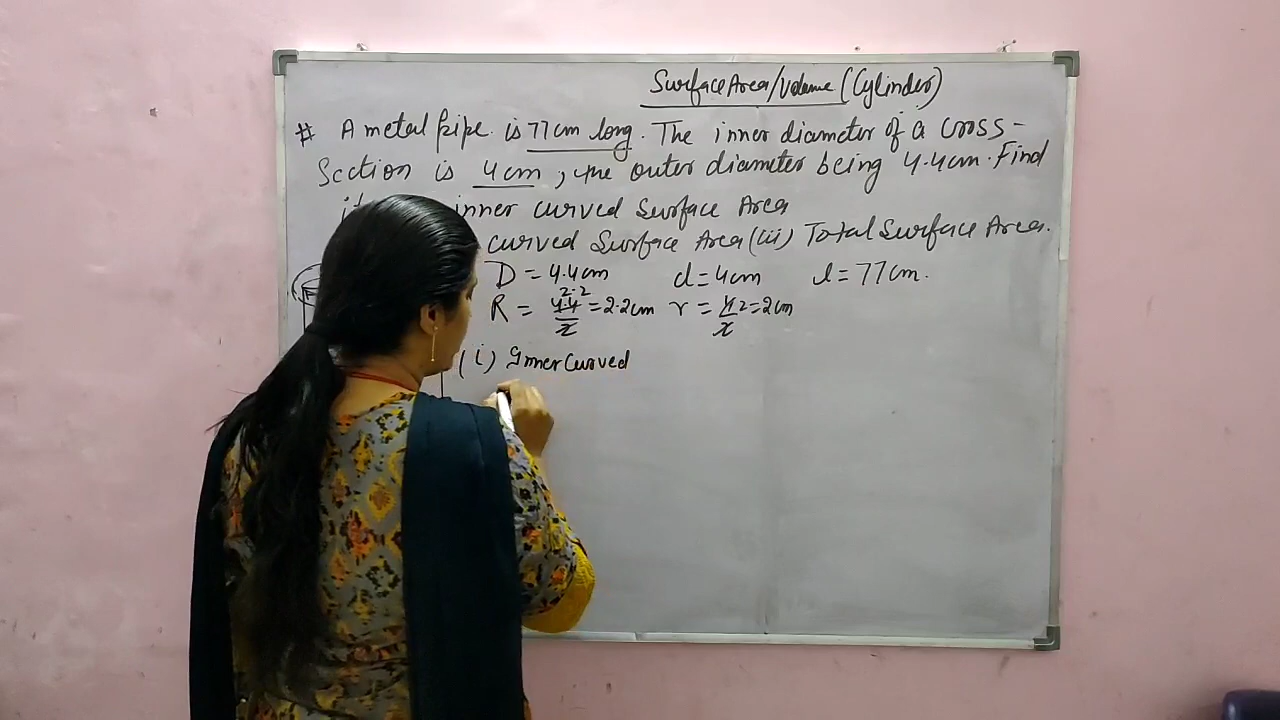 Surface Area/Volume (Cylinder)
# A metal pipe is 77cm long. The inner diameter of a cross-
Section is 4cm, the outer diameter being 4.4cm. Find
inner curved Surface Area
curved Surface Area (iii) Total Surface Area.
D = 4.4cm d = 4cm l = 77cm.
R = 4.4/2 = 2.2cm r = 4/2 = 2cm
(i) Inner Curved